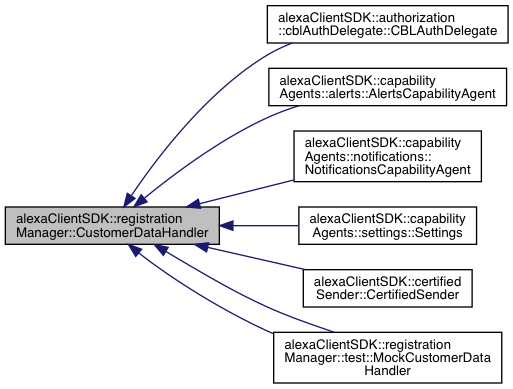 alexaClientSDK::authorization
::cblAuthDelegate::CBLAuthDelegate
alexaClientSDK::capability
Agents::alerts::AlertsCapabilityAgent
alexaClientSDK::capability
Agents::notifications::
NotificationsCapabilityAgent
alexaClientSDK::registration
Manager::CustomerDataHandler
alexaClientSDK::capability
Agents::settings::Settings
alexaClientSDK::certified
Sender::CertifiedSender
alexaClientSDK::registration
Manager::test::MockCustomerData
Handler